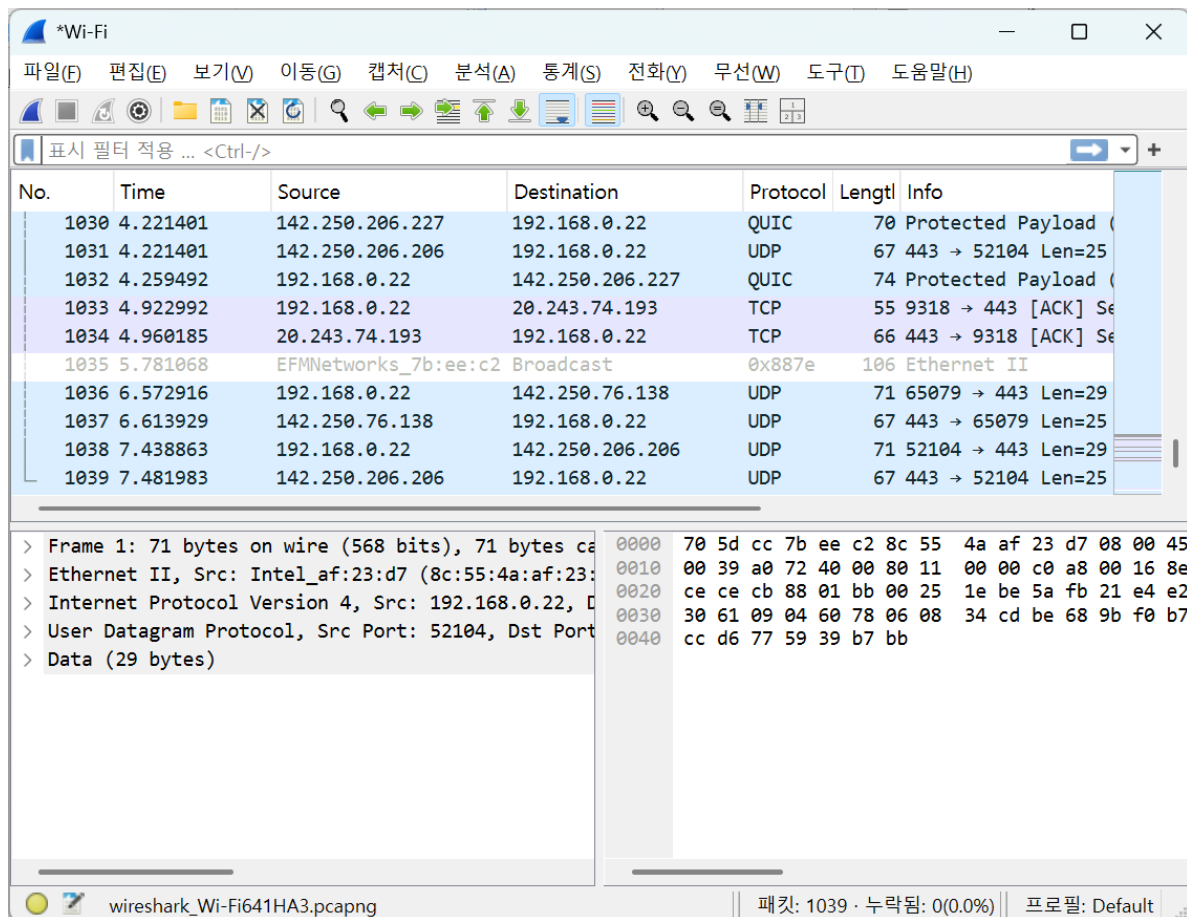 *Wi-Fi
파일(F) 편집(E) 보기(V) 이동(G) 캡처(C) 분석(A) 통계(S) 전화(Y) 무선(W) 도구(T) 도움말(H)
표시 필터 적용 ... <Ctrl-/>
No. Time Source Destination Protocol Lengtl Info
1030 4.221401 142.250.206.227 192.168.0.22 QUIC 70 Protected Payload (
1031 4.221401 142.250.206.206 192.168.0.22 UDP 67 443 → 52104 Len=25
1032 4.259492 192.168.0.22 142.250.206.227 QUIC 74 Protected Payload (
1033 4.922992 192.168.0.22 20.243.74.193 TCP 55 9318 → 443 [ACK] Se
1034 4.960185 20.243.74.193 192.168.0.22 TCP 66 443 → 9318 [ACK] Se
1035 5.781068 EFMNetworks_7b:ee:c2 Broadcast 0x887e 106 Ethernet II
1036 6.572916 192.168.0.22 142.250.76.138 UDP 71 65079 → 443 Len=29
1037 6.613929 142.250.76.138 192.168.0.22 UDP 67 443 → 65079 Len=25
1038 7.438863 192.168.0.22 142.250.206.206 UDP 71 52104 → 443 Len=29
1039 7.481983 142.250.206.206 192.168.0.22 UDP 67 443 → 52104 Len=25
> Frame 1: 71 bytes on wire (568 bits), 71 bytes ca
> Ethernet II, Src: Intel_af:23:d7 (8c:55:4a:af:23:
> Internet Protocol Version 4, Src: 192.168.0.22, D
> User Datagram Protocol, Src Port: 52104, Dst Port
> Data (29 bytes)
0000 70 5d cc 7b ee c2 8c 55 4a af 23 d7 08 00 45
0010 00 39 a0 72 40 00 80 11 00 00 c0 a8 00 16 8e
0020 ce ce cb 88 01 bb 00 25 1e be 5a fb 21 e4 e2
0030 30 61 09 04 60 78 06 08 34 cd be 68 9b f0 b7
0040 cc d6 77 59 39 b7 bb
wireshark_Wi-Fi641HA3.pcapng 패킷: 1039 · 누락됨: 0(0.0%) 프로필: Default